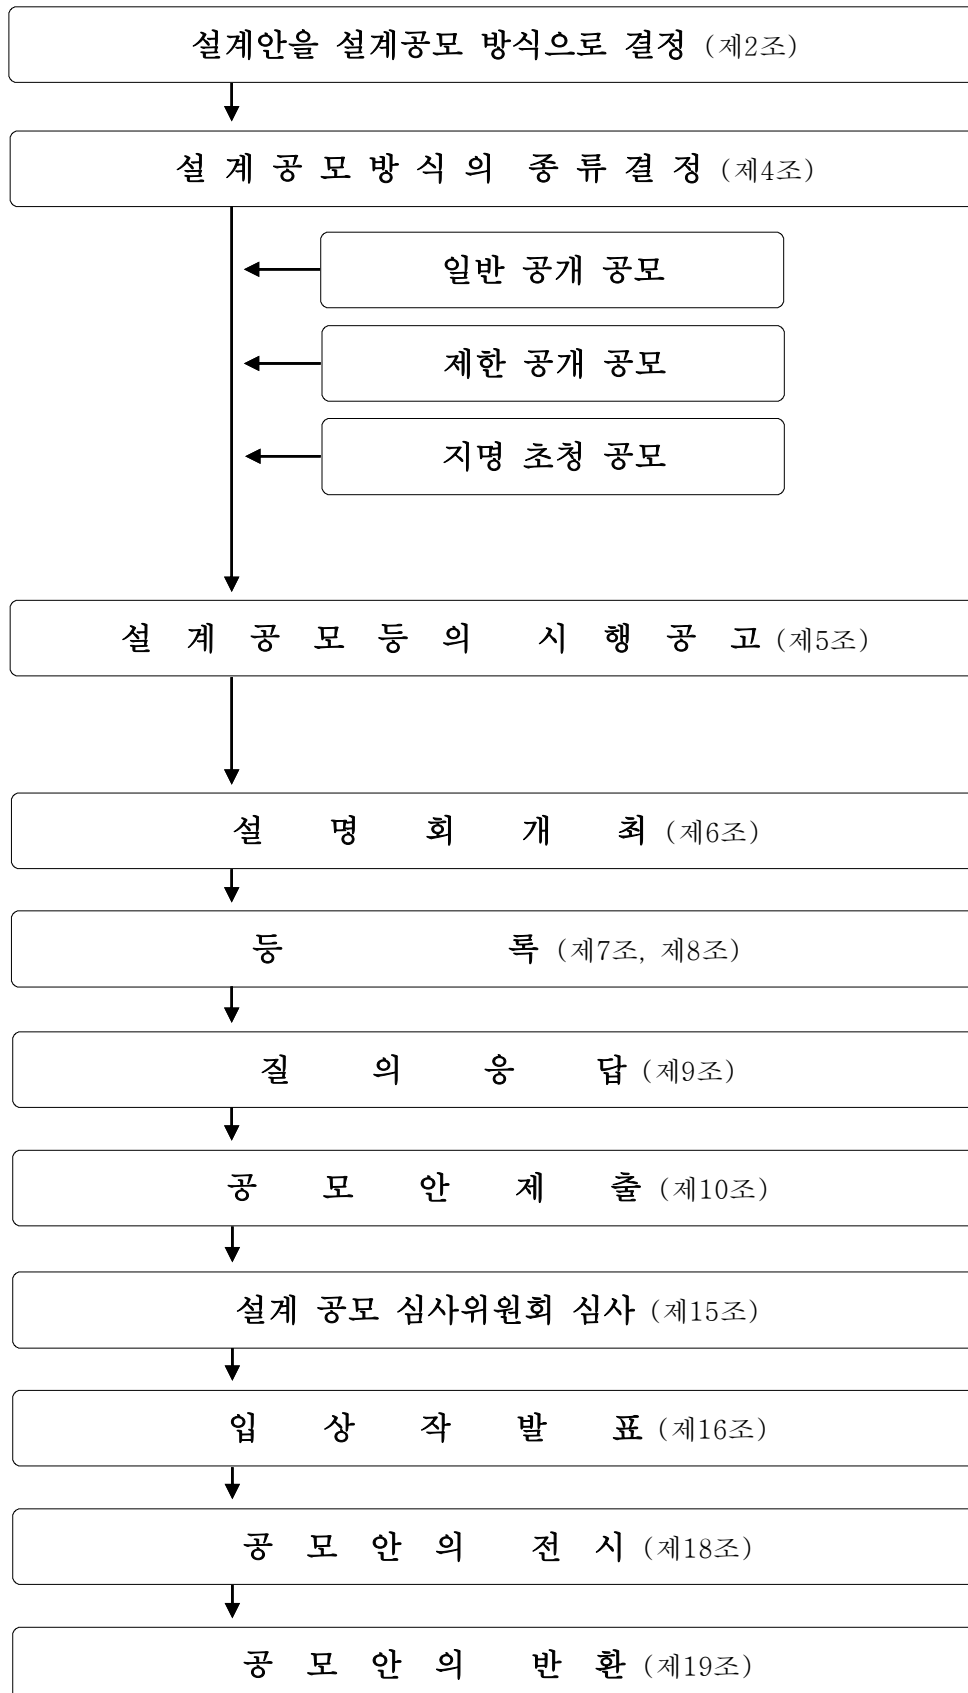 설계안을 설계공모 방식으로 결정 (제2조)
설 계 공 모 방 식 의 종 류 결 정 (제4조)
일반 공개 공모
제한 공개 공모
지명 초청 공모
설 계 공 모 등 의 시 행 공 고 (제5조)
설 명 회 개 최 (제6조)
등 록 (제7조, 제8조)
질 의 응 답 (제9조)
공 모 안 제 출 (제10조)
설계 공모 심사위원회 심사 (제15조)
입 상 작 발 표 (제16조)
공 모 안 의 전 시 (제18조)
공 모 안 의 반 환 (제19조)